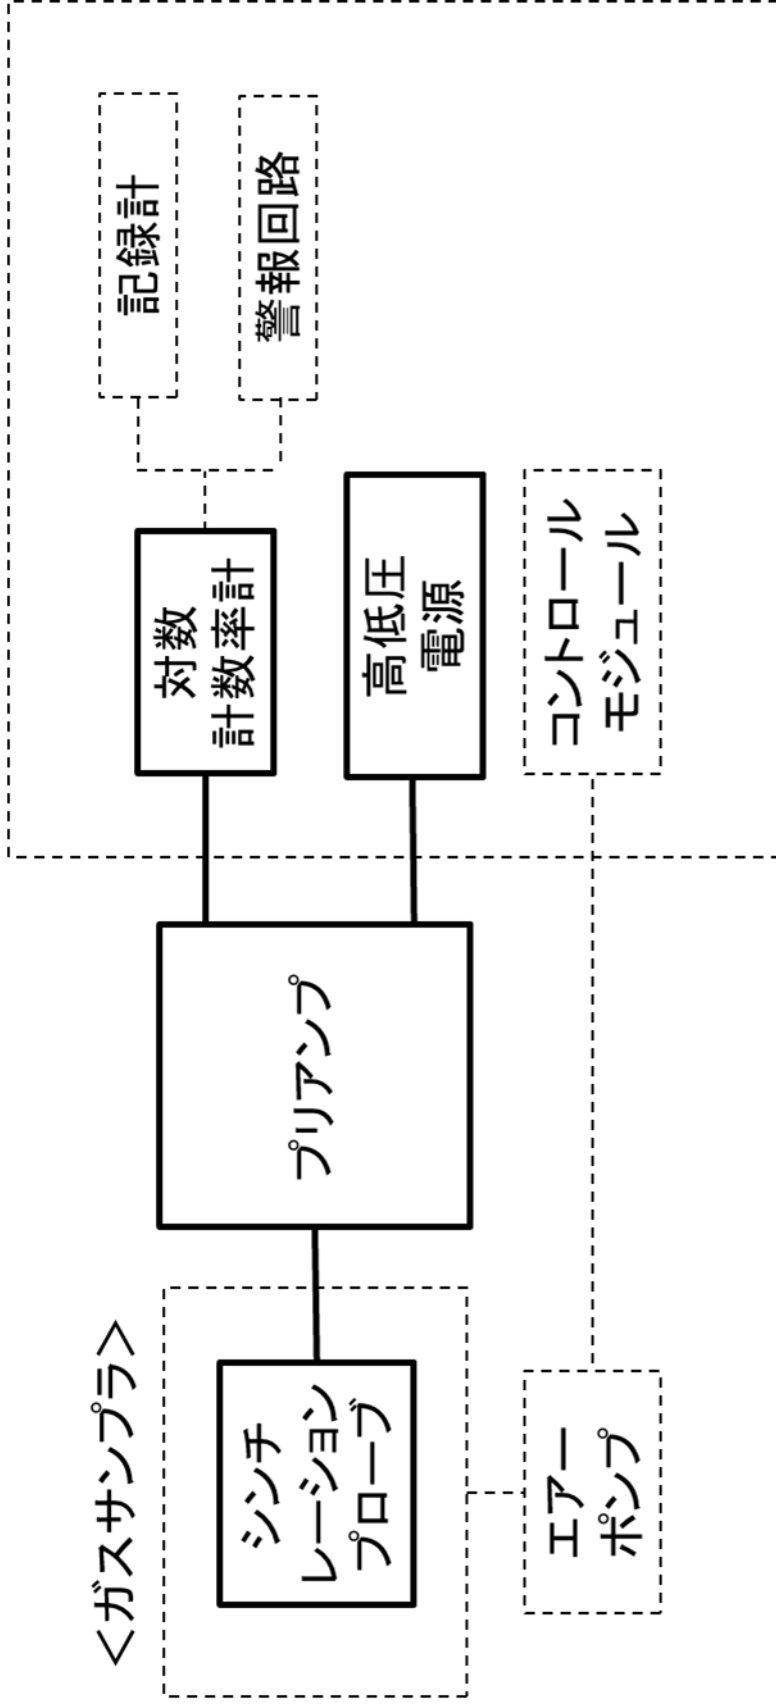 <ガスサンプラ>
シンチ
レーション
プローブ
エアー
ポンプ
プリアンプ
対数
計数率計
高低圧
電源
コントロール
モジュール
記録計
警報回路